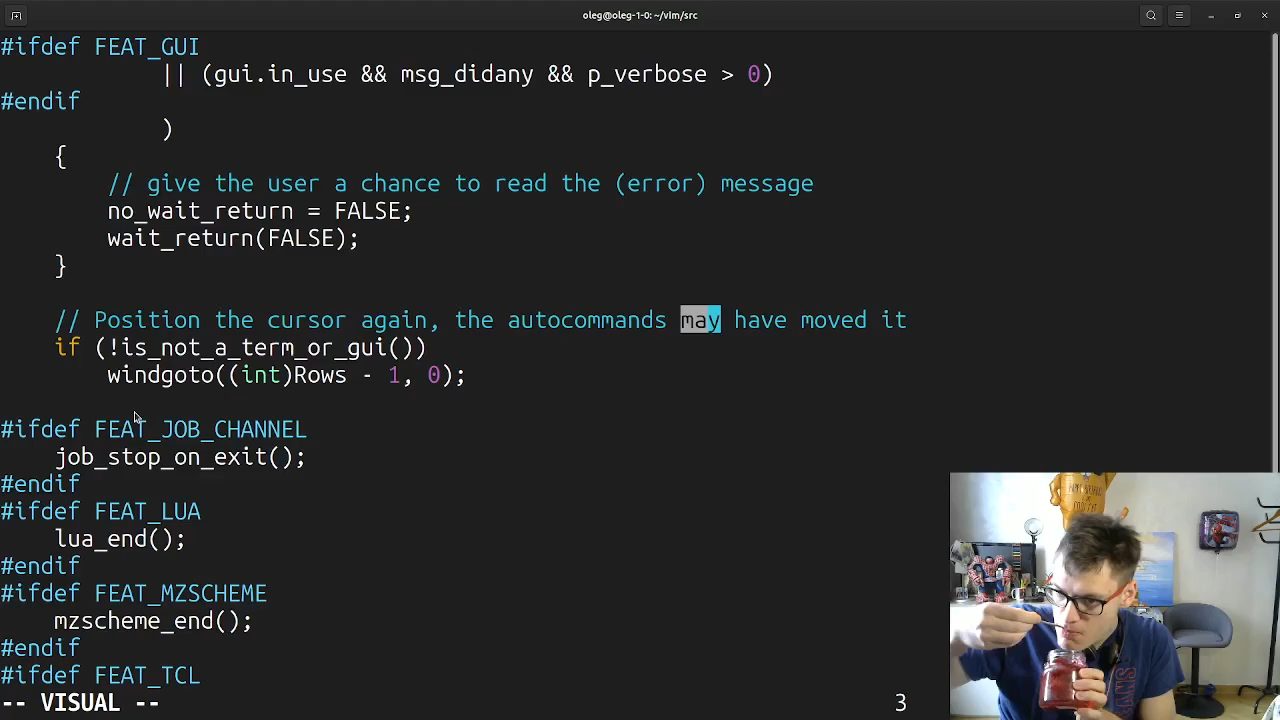 oleg@oleg-1-0: ~/vim/src
#ifdef FEAT_GUI
|| (gui.in_use && msg_didany && p_verbose > 0)
#endif
)
{
// give the user a chance to read the (error) message
no_wait_return = FALSE;
wait_return(FALSE);
}
// Position the cursor again, the autocommands may have moved it
if (!is_not_a_term_or_gui())
windgoto((int)Rows - 1, 0);
#ifdef FEAT_JOB_CHANNEL
job_stop_on_exit();
#endif
#ifdef FEAT_LUA
lua_end();
#endif
#ifdef FEAT_MZSCHEME
mzscheme_end();
#endif
#ifdef FEAT_TCL
-- VISUAL -- 3